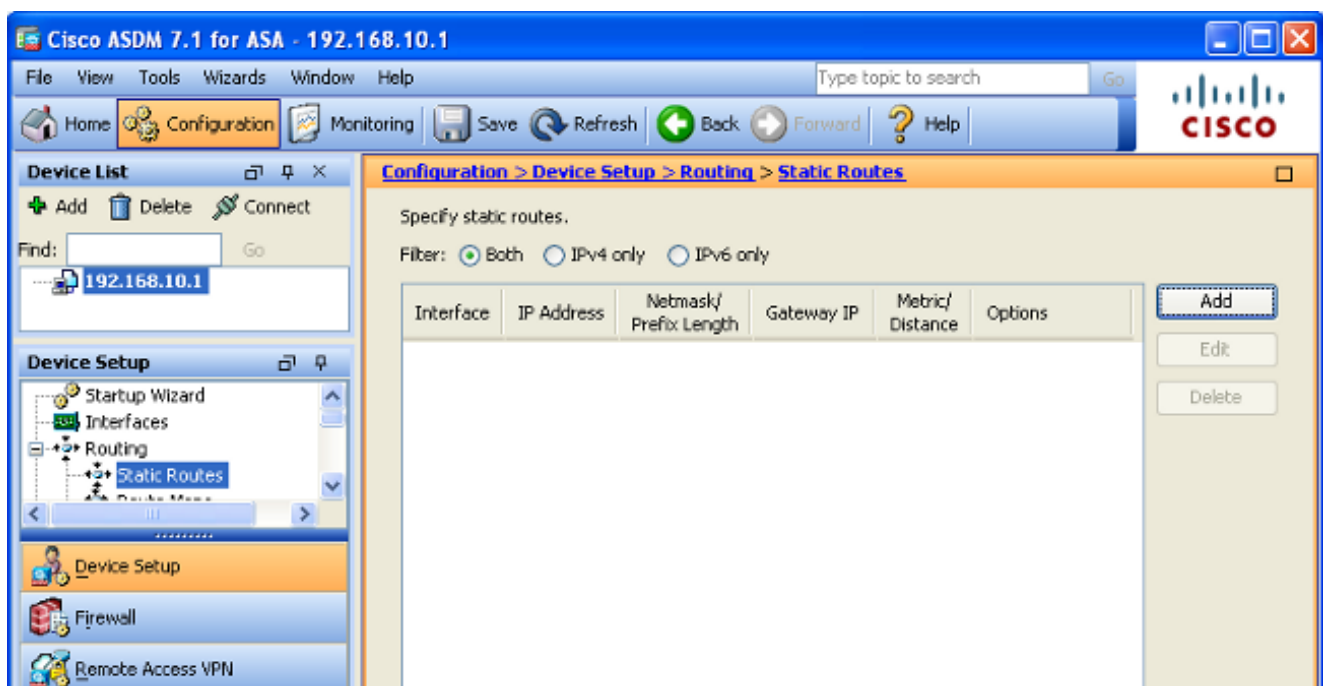 Cisco ASDM 7.1 for ASA - 192.168.10.1
File View Tools Wizards Window Help Type topic to search Go
Home Configuration Monitoring Save Refresh Back Forward Help
CISCO
Device List
Add Delete Connect
Find: Go
192.168.10.1
Device Setup
Startup Wizard
Interfaces
Routing
Static Routes
Device Setup
Firewall
Remote Access VPN
Configuration > Device Setup > Routing > Static Routes
Specify static routes.
Filter: Both IPv4 only IPv6 only
Interface IP Address Netmask/ Prefix Length Gateway IP Metric/ Distance Options
Add
Edit
Delete